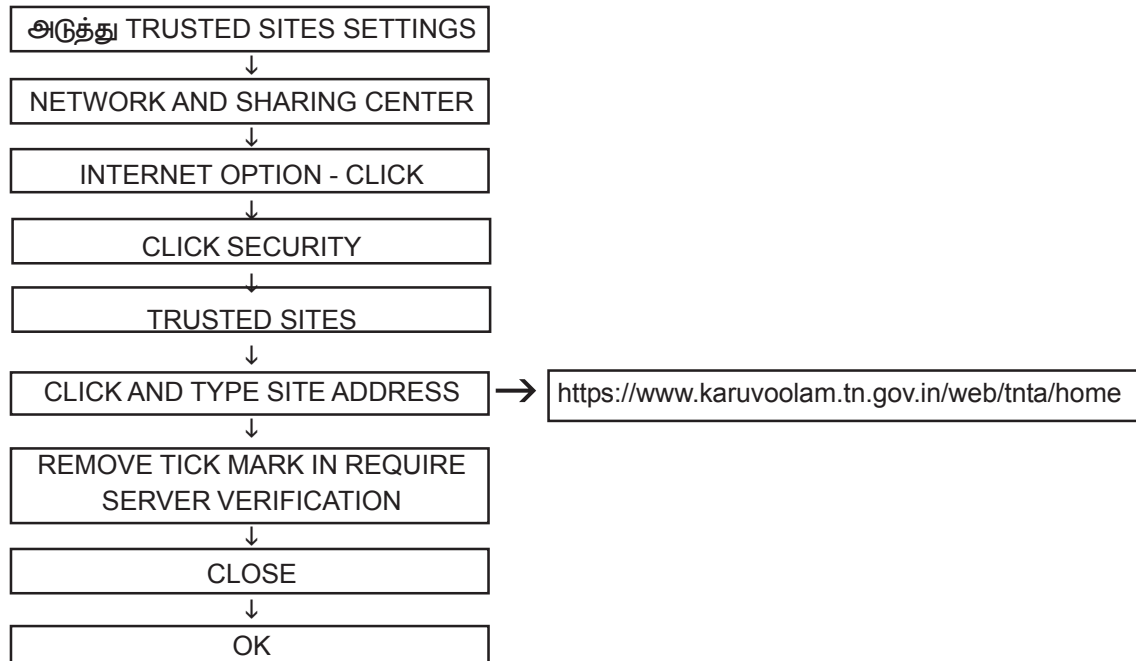 அடுத்து TRUSTED SITES SETTINGS
NETWORK AND SHARING CENTER
INTERNET OPTION - CLICK
CLICK SECURITY
TRUSTED SITES
CLICK AND TYPE SITE ADDRESS
https://www.karuvoolam.tn.gov.in/web/tnta/home
REMOVE TICK MARK IN REQUIRE
SERVER VERIFICATION
CLOSE
OK